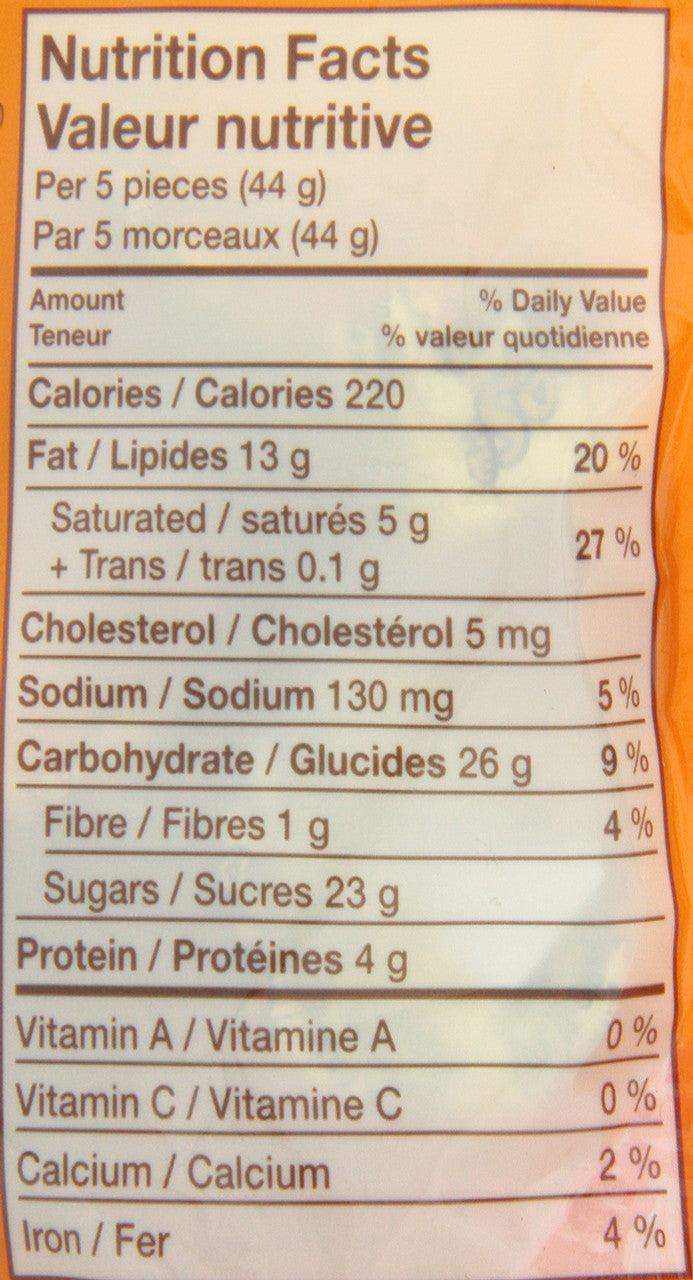 Nutrition Facts
Valeur nutritive
Per 5 pieces (44 g)
Par 5 morceaux (44 g)
Amount % Daily Value
Teneur % valeur quotidienne
Calories / Calories 220
Fat / Lipides 13 g 20 %
Saturated / saturés 5 g
+ Trans / trans 0.1 g 27 %
Cholesterol / Cholestérol 5 mg
Sodium / Sodium 130 mg 5 %
Carbohydrate / Glucides 26 g 9 %
Fibre / Fibres 1 g 4 %
Sugars / Sucres 23 g
Protein / Protéines 4 g
Vitamin A / Vitamine A 0 %
Vitamin C / Vitamine C 0 %
Calcium / Calcium 2 %
Iron / Fer 4 %